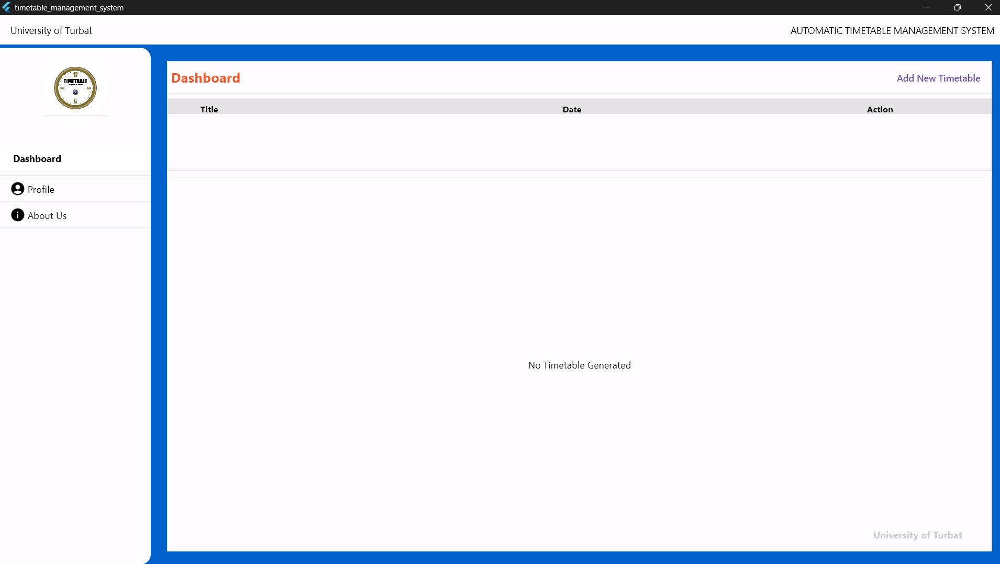 timetable_management_system
University of Turbat
AUTOMATIC TIMETABLE MANAGEMENT SYSTEM
12
TIMETABLE
Dashboard
Profile
About Us
Dashboard
Add New Timetable
Title Date Action
No Timetable Generated
University of Turbat